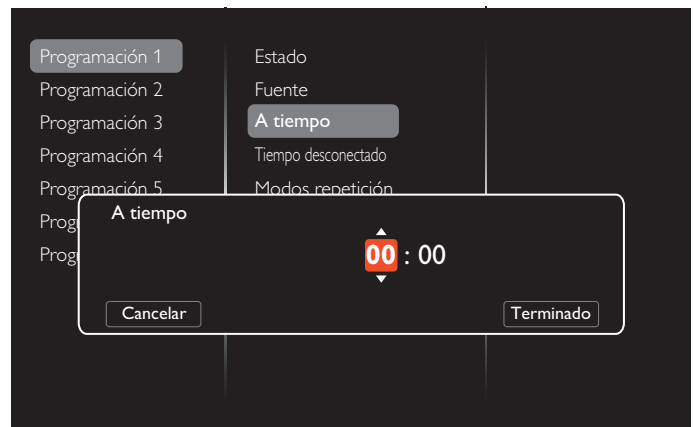 Programación 1
Programación 2
Programación 3
Programación 4
Programación 5
Estado
Fuente
A tiempo
Tiempo desconectado
Modos repetición
A tiempo
00 : 00
Cancelar
Terminado